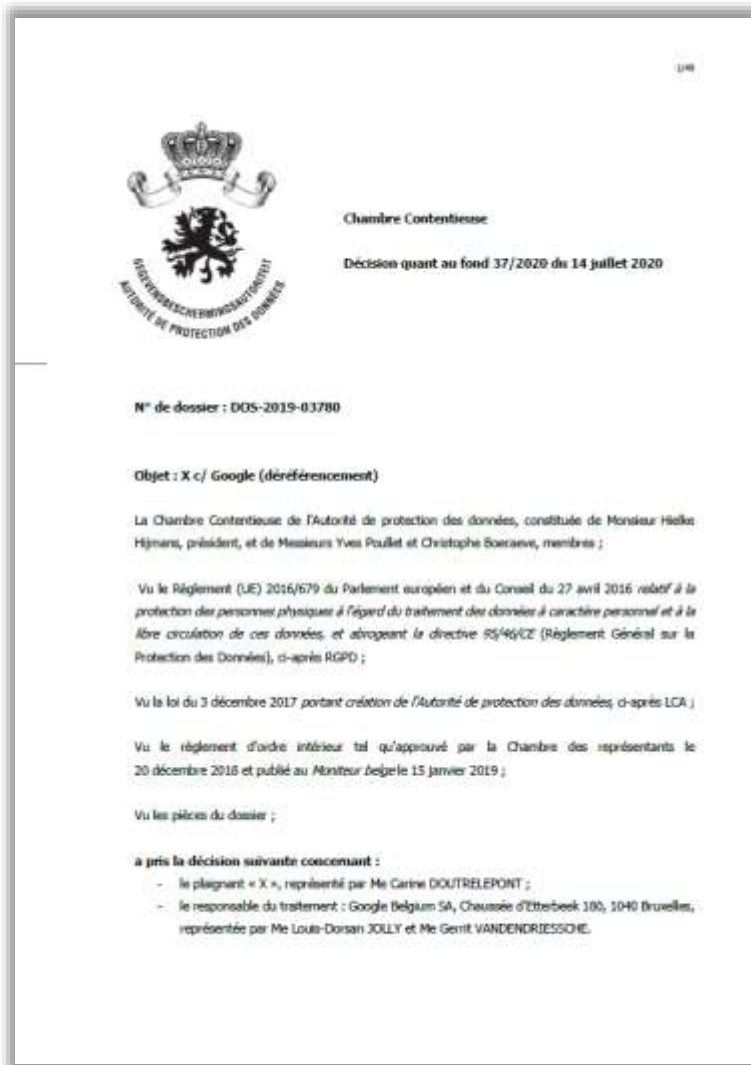 1/48
GEGEVENSBESCHERMINGSAUTORITEIT
AUTORITÉ DE PROTECTION DES DONNÉES
Chambre Contentieuse
Décision quant au fond 37/2020 du 14 juillet 2020
N° de dossier : DOS-2019-03780
Objet : X c/ Google (déréférencement)
La Chambre Contentieuse de l'Autorité de protection des données, constituée de Monsieur Hielke
Hijmans, président, et de Messieurs Yves Poullet et Christophe Boeraeve, membres ;
Vu le Règlement (UE) 2016/679 du Parlement européen et du Conseil du 27 avril 2016 relatif à la
protection des personnes physiques à l'égard du traitement des données à caractère personnel et à la
libre circulation de ces données, et abrogeant la directive 95/46/CE (Règlement Général sur la
Protection des Données), ci-après RGPD ;
Vu la loi du 3 décembre 2017 portant création de l'Autorité de protection des données, ci-après LCA ;
Vu le règlement d'ordre intérieur tel qu'approuvé par la Chambre des représentants le
20 décembre 2018 et publié au Moniteur belge le 15 janvier 2019 ;
Vu les pièces du dossier ;
a pris la décision suivante concernant :
- le plaignant « X », représenté par Me Carine DOUTRELEPONT ;
- le responsable du traitement : Google Belgium SA, Chaussée d'Etterbeek 180, 1040 Bruxelles,
représentée par Me Louis-Dorsan JOLLY et Me Gerrit VANDENDRIESSCHE.